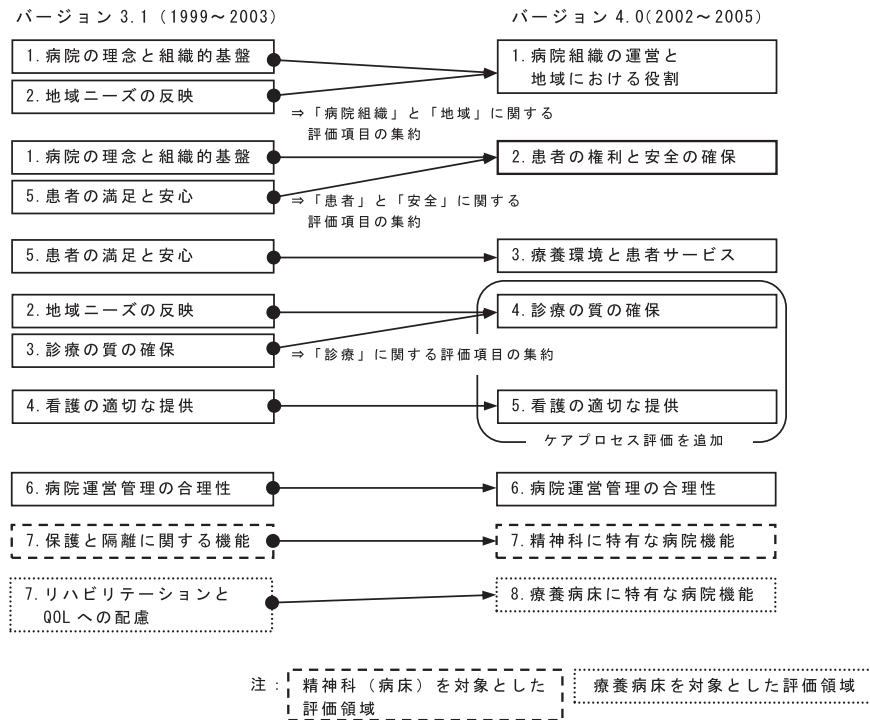 バージョン 3.1（1999～2003）
バージョン 4.0(2002～2005)
1.病院の理念と組織的基盤
1.病院組織の運営と
地域における役割
2.地域ニーズの反映
⇒「病院組織」と「地域」に関する
評価項目の集約
1.病院の理念と組織的基盤
2.患者の権利と安全の確保
5.患者の満足と安心
⇒「患者」と「安全」に関する
評価項目の集約
5.患者の満足と安心
3.療養環境と患者サービス
2.地域ニーズの反映
4.診療の質の確保
3.診療の質の確保
⇒「診療」に関する評価項目の集約
4.看護の適切な提供
5.看護の適切な提供
ケアプロセス評価を追加
6.病院運営管理の合理性
6.病院運営管理の合理性
7.保護と隔離に関する機能
7.精神科に特有な病院機能
7.リハビリテーションと
QOL への配慮
8.療養病床に特有な病院機能
注：
精神科（病床）を対象とした
評価領域
療養病床を対象とした評価領域